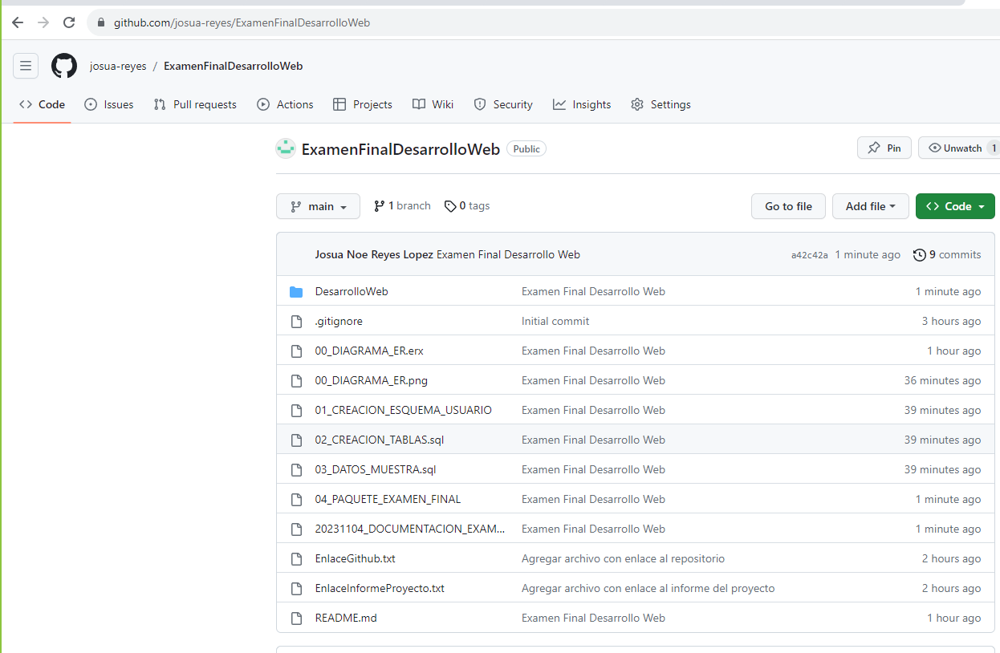 github.com/josua-reyes/ExamenFinalDesarrolloWeb
josua-reyes / ExamenFinalDesarrolloWeb
Code Issues Pull requests Actions Projects Wiki Security Insights Settings
ExamenFinalDesarrolloWeb Public Pin Unwatch 1
main 1 branch 0 tags Go to file Add file Code
Josua Noe Reyes Lopez Examen Final Desarrollo Web a42c42a 1 minute ago 9 commits
DesarrolloWeb Examen Final Desarrollo Web 1 minute ago
.gitignore Initial commit 3 hours ago
00_DIAGRAMA_ER.erx Examen Final Desarrollo Web 1 hour ago
00_DIAGRAMA_ER.png Examen Final Desarrollo Web 36 minutes ago
01_CREACION_ESQUEMA_USUARIO Examen Final Desarrollo Web 39 minutes ago
02_CREACION_TABLAS.sql Examen Final Desarrollo Web 39 minutes ago
03_DATOS_MUESTRA.sql Examen Final Desarrollo Web 39 minutes ago
04_PAQUETE_EXAMEN_FINAL Examen Final Desarrollo Web 1 minute ago
20231104_DOCUMENTACION_EXAM... Examen Final Desarrollo Web 1 minute ago
EnlaceGithub.txt Agregar archivo con enlace al repositorio 2 hours ago
EnlaceInformeProyecto.txt Agregar archivo con enlace al informe del proyecto 2 hours ago
README.md Examen Final Desarrollo Web 1 hour ago